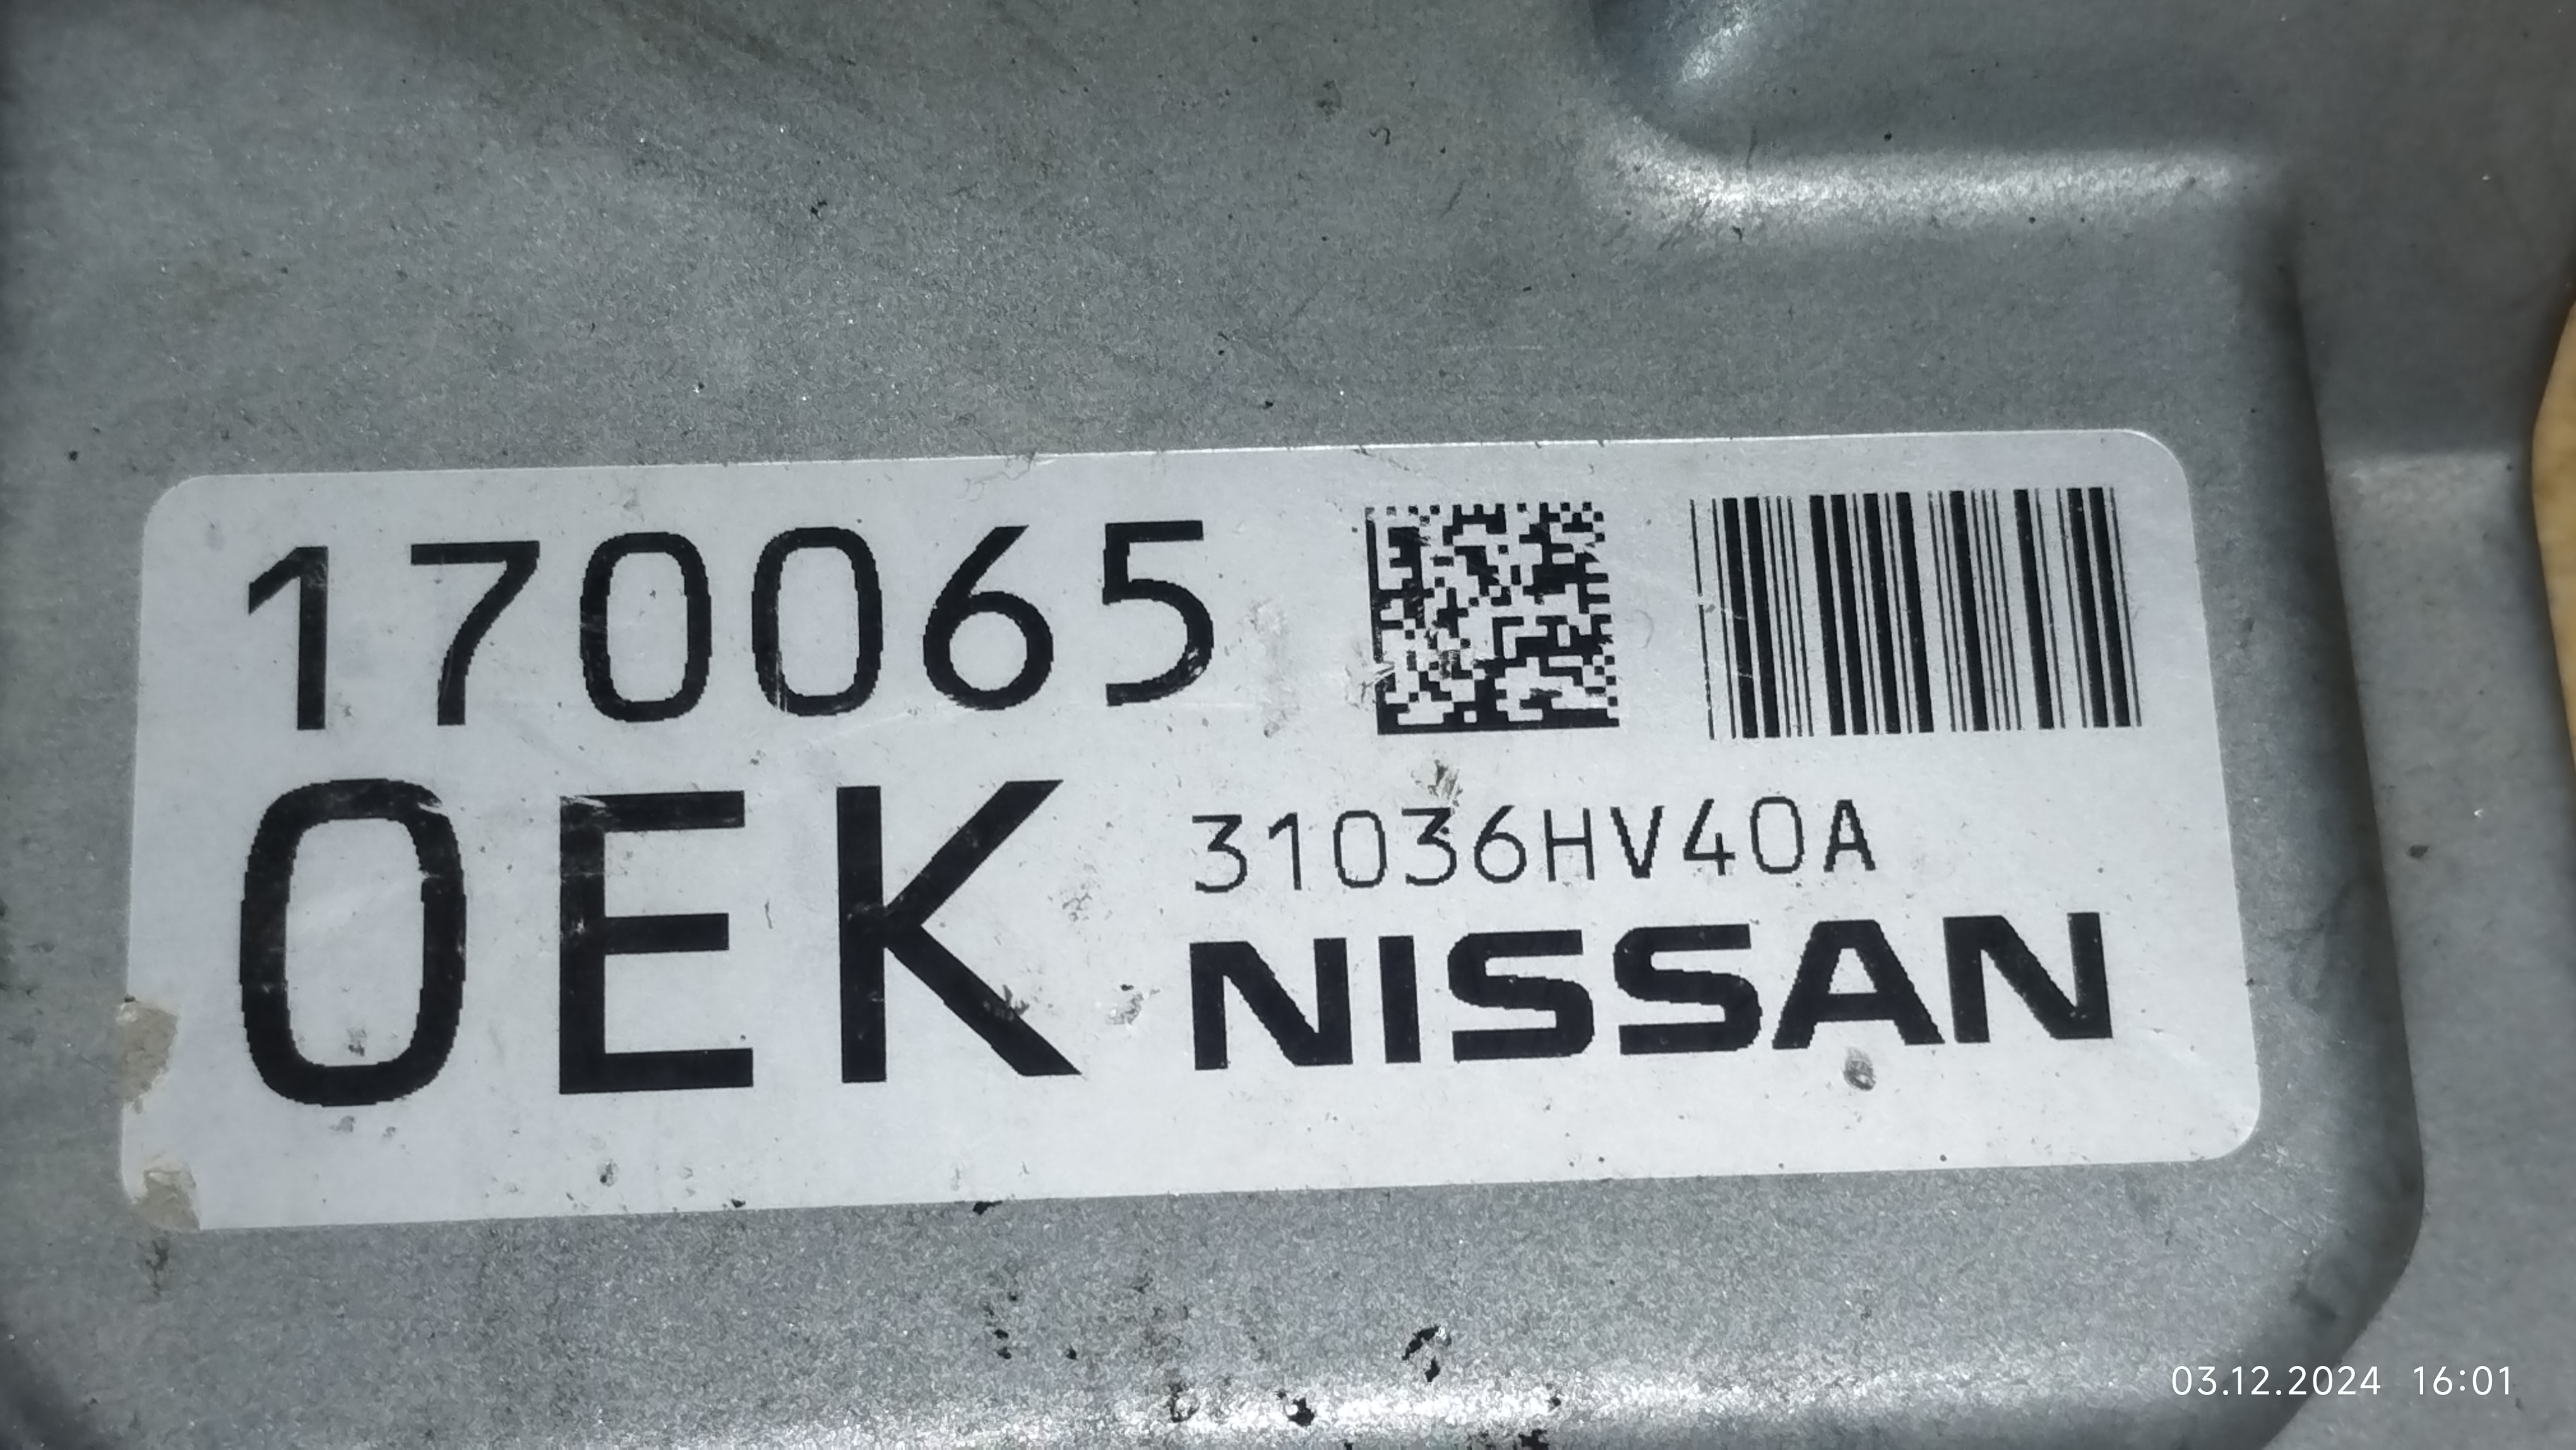 170065
0EK
31036HV40A
NISSAN
03.12.2024 16:01